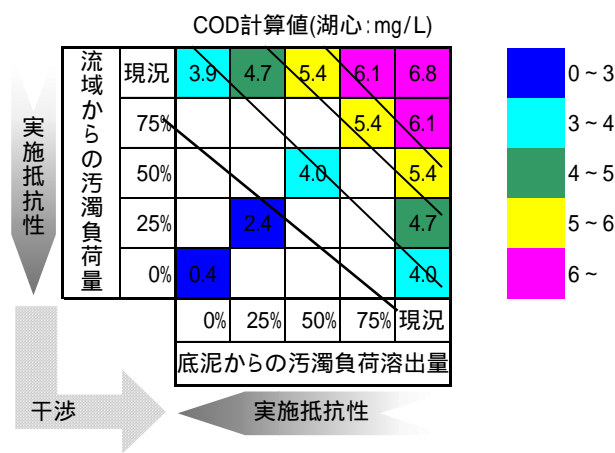 COD計算値(湖心:mg/L)
流域からの汚濁負荷量
現況 3.9 4.7 5.4 6.1 6.8
75% 5.4 6.1
50% 4.0 5.4
25% 2.4 4.7
0% 0.4 4.0
0% 25% 50% 75% 現況
底泥からの汚濁負荷溶出量
実施抵抗性
干渉
実施抵抗性
0~3
3~4
4~5
5~6
6~